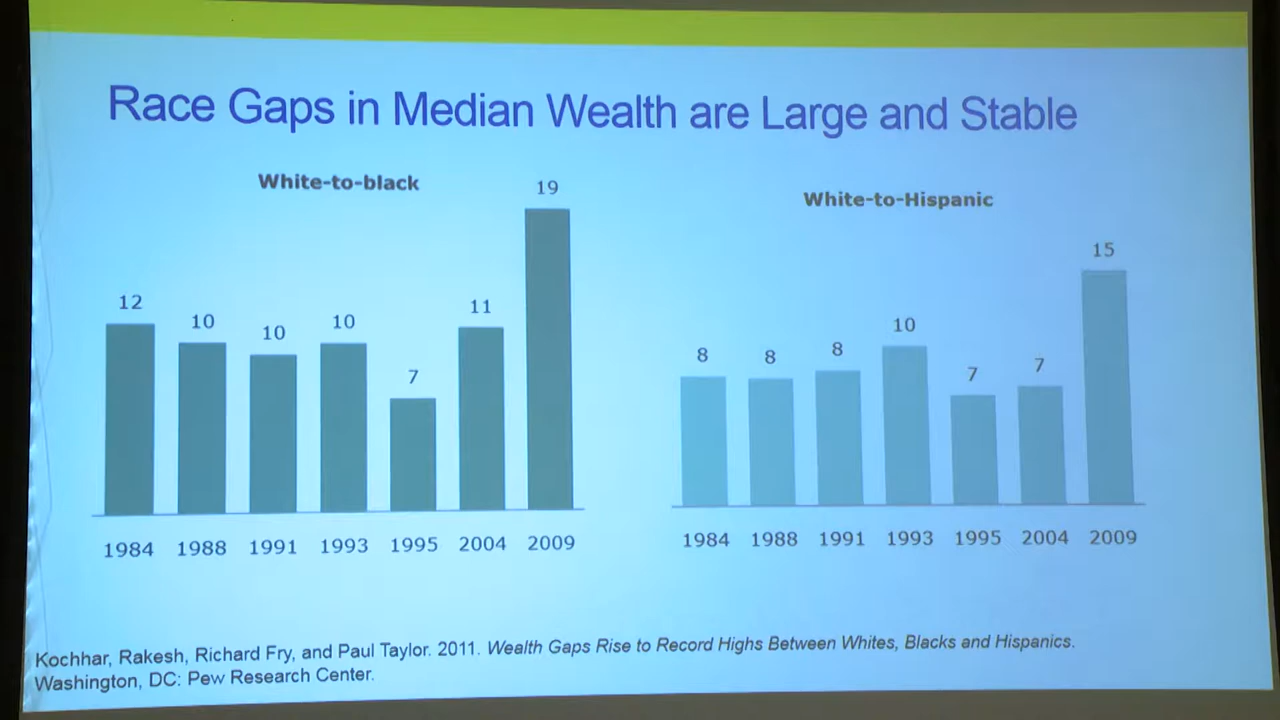 Race Gaps in Median Wealth are Large and Stable
White-to-black
12
10
10
10
7
11
19
1984 1988 1991 1993 1995 2004 2009
White-to-Hispanic
8
8
8
10
7
7
15
1984 1988 1991 1993 1995 2004 2009
Kochhar, Rakesh, Richard Fry, and Paul Taylor. 2011. Wealth Gaps Rise to Record Highs Between Whites, Blacks and Hispanics.
Washington, DC: Pew Research Center.